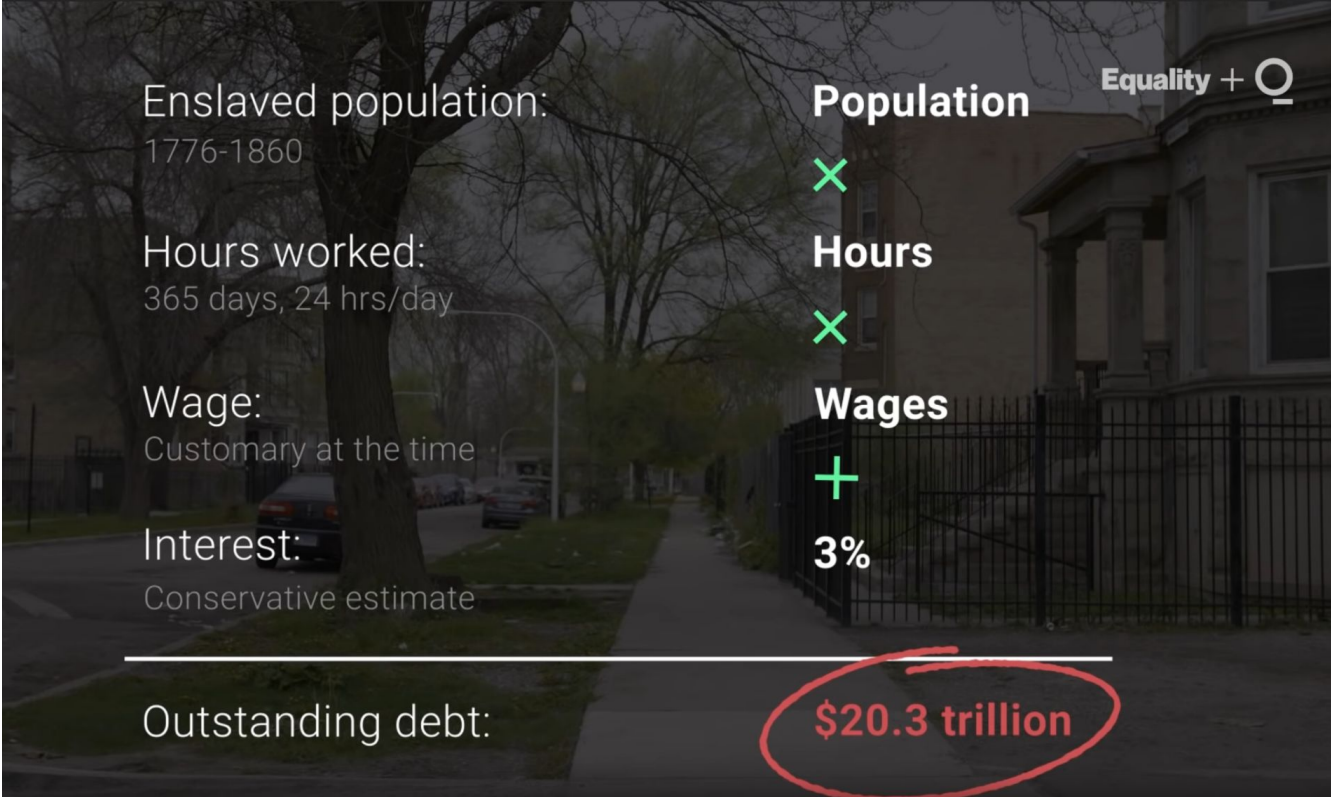 Equality + Q
Enslaved population: Population
1776-1860
×
Hours worked: Hours
365 days, 24 hrs/day
×
Wage: Wages
Customary at the time
+
Interest: 3%
Conservative estimate
Outstanding debt: $20.3 trillion